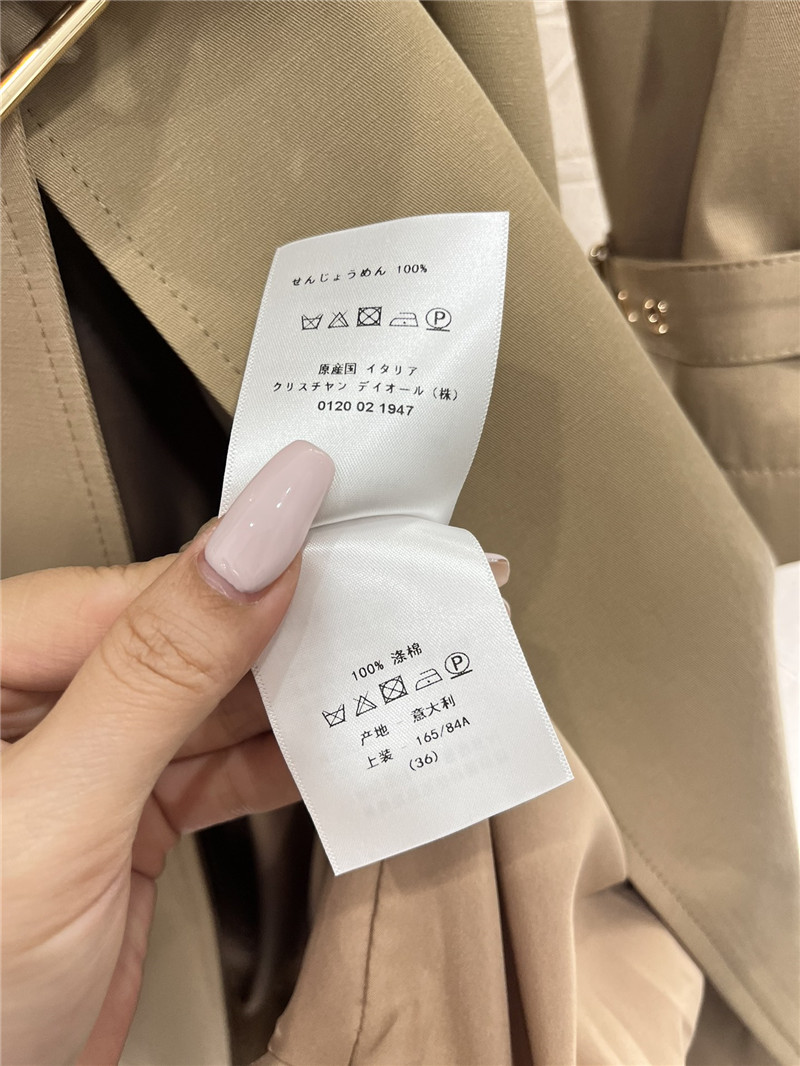 せんじょうめん 100%
P
原産国 イタリア
クリスチャン デイオール（株）
0120 02 1947
100% 涤棉
P
产地 意大利
上装 165/84A
(36)